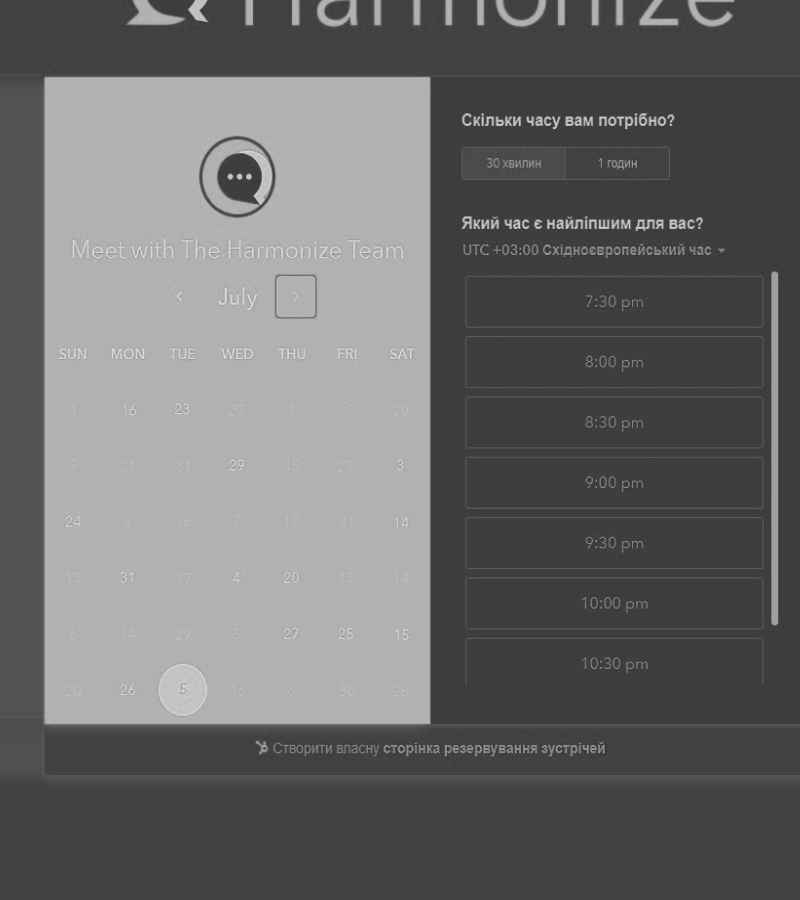 Harmonize
Meet with The Harmonize Team
July
SUN MON TUE WED THU FRI SAT
1 16 23 27 1 26 20
9 21 31 29 15 27 3
24 4 16 7 12 31 14
13 31 17 4 20 13 14
6 14 29 5 27 25 15
20 26 5 16 6 30 28
Скільки часу вам потрібно?
30 хвилин 1 годин
Який час є найліпшим для вас?
UTC +03:00 Східноєвропейський час
7:30 pm
8:00 pm
8:30 pm
9:00 pm
9:30 pm
10:00 pm
10:30 pm
Створити власну сторінка резервування зустрічей